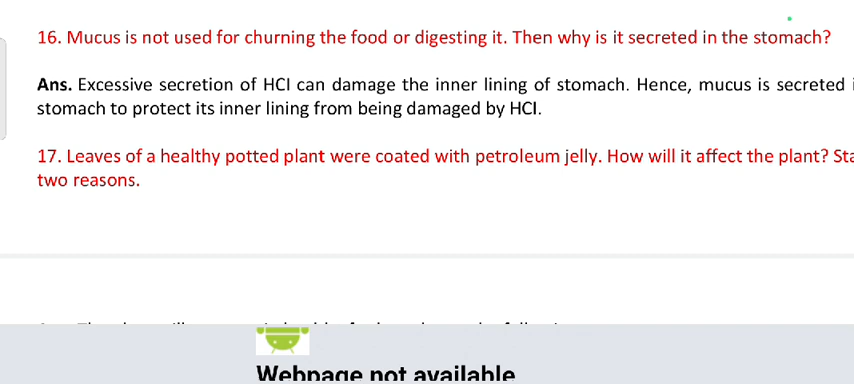 16. Mucus is not used for churning the food or digesting it. Then why is it secreted in the stomach?
Ans. Excessive secretion of HCl can damage the inner lining of stomach. Hence, mucus is secreted
stomach to protect its inner lining from being damaged by HCl.
17. Leaves of a healthy potted plant were coated with petroleum jelly. How will it affect the plant? Sta
two reasons.
Webpage not available